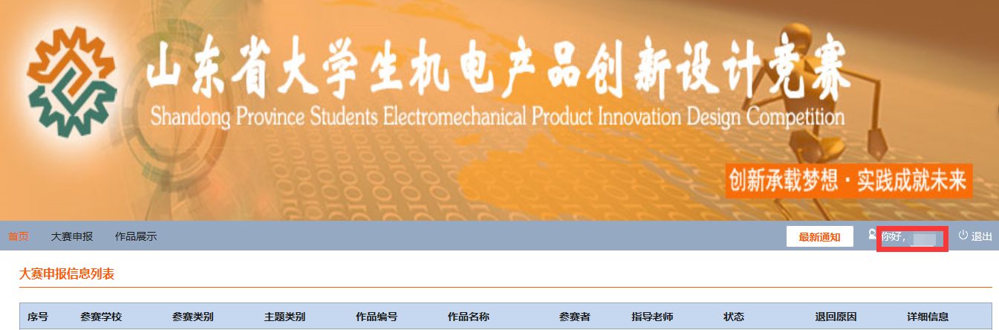 山东省大学生机电产品创新设计竞赛
Shandong Province Students Electromechanical Product Innovation Design Competition
创新承载梦想·实践成就未来
首页 大赛申报 作品展示 最新通知 你好， 退出
大赛申报信息列表
序号 参赛学校 参赛类别 主题类别 作品编号 作品名称 参赛者 指导老师 状态 退回原因 详细信息